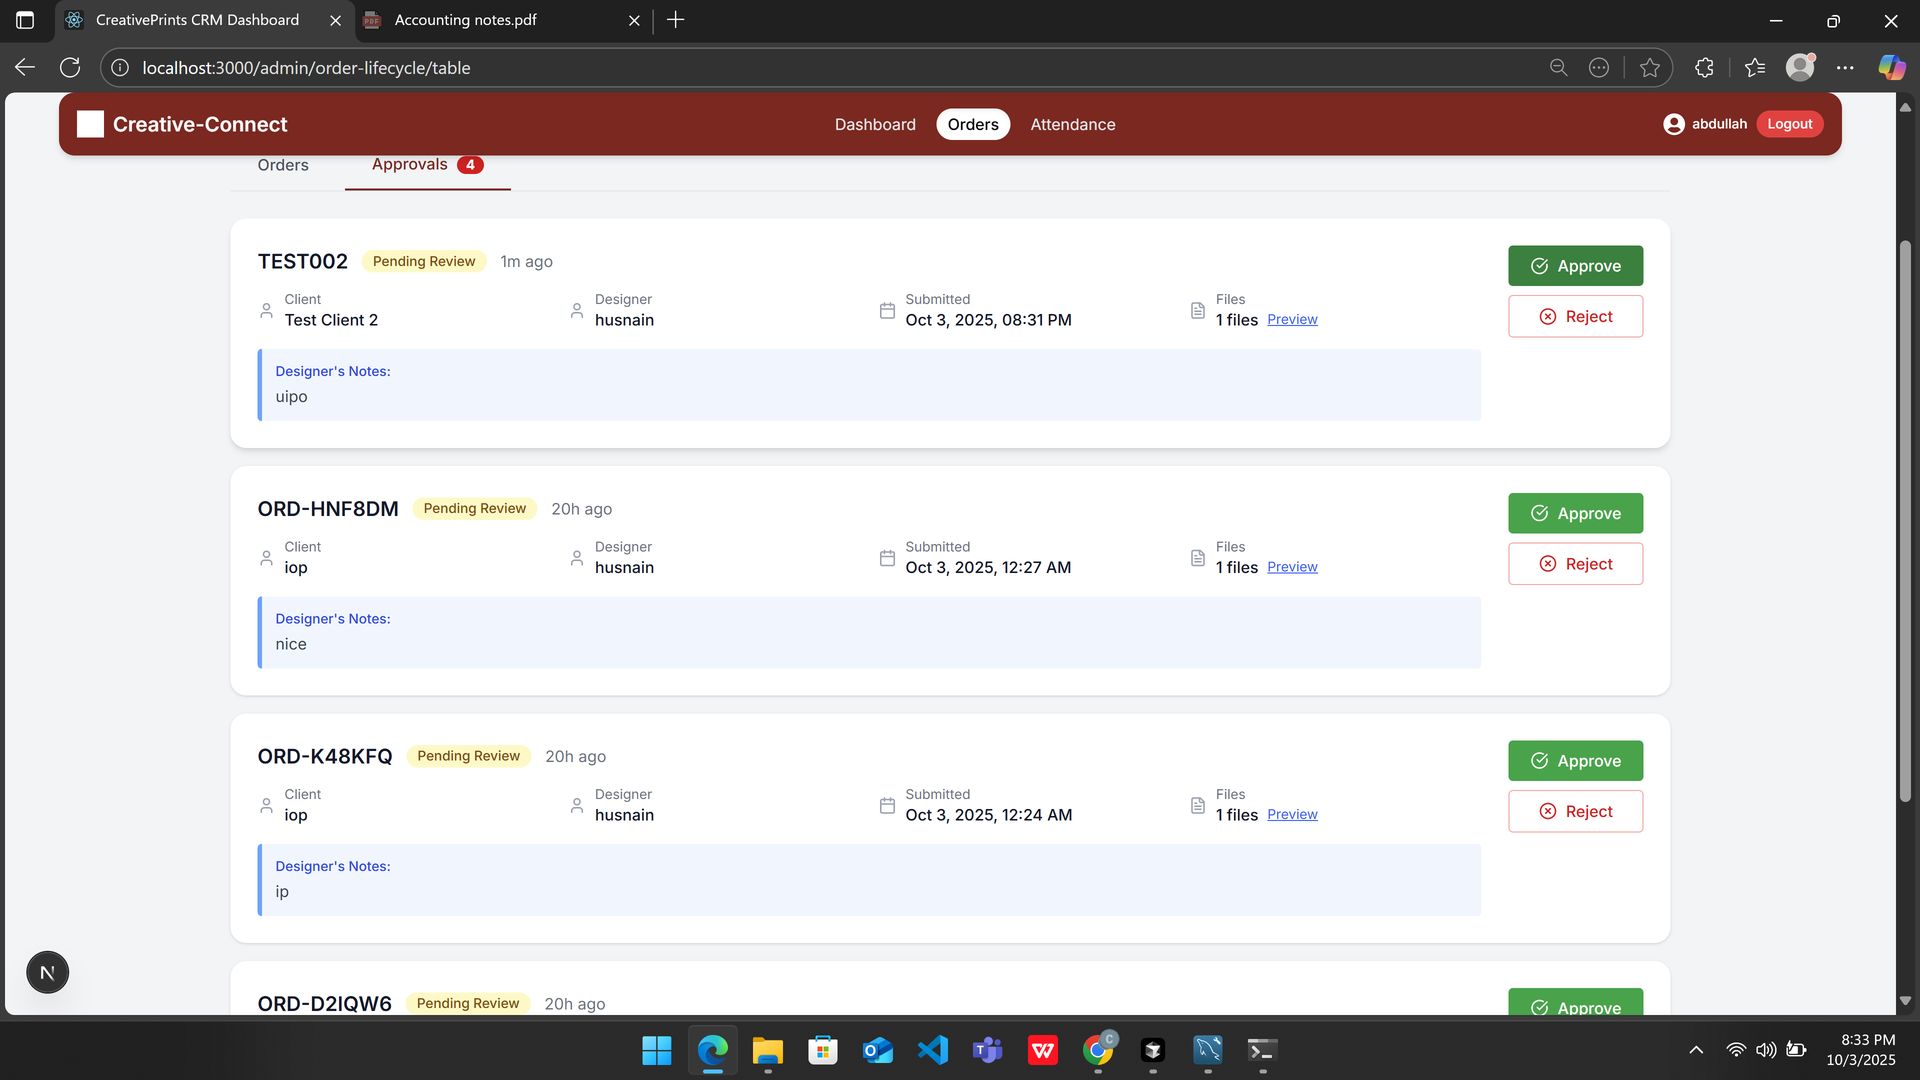 CreativePrints CRM Dashboard
Accounting notes.pdf
localhost:3000/admin/order-lifecycle/table
Creative-Connect
Dashboard
Orders
Attendance
abdullah
Logout
Orders
Approvals 4
TEST002 Pending Review 1m ago
Approve
Client
Test Client 2
Designer
husnain
Submitted
Oct 3, 2025, 08:31 PM
Files
1 files Preview
Reject
Designer's Notes:
uipo
ORD-HNF8DM Pending Review 20h ago
Approve
Client
iop
Designer
husnain
Submitted
Oct 3, 2025, 12:27 AM
Files
1 files Preview
Reject
Designer's Notes:
nice
ORD-K48KFQ Pending Review 20h ago
Approve
Client
iop
Designer
husnain
Submitted
Oct 3, 2025, 12:24 AM
Files
1 files Preview
Reject
Designer's Notes:
ip
N
ORD-D2IQW6 Pending Review 20h ago
Approve
8:33 PM
10/3/2025